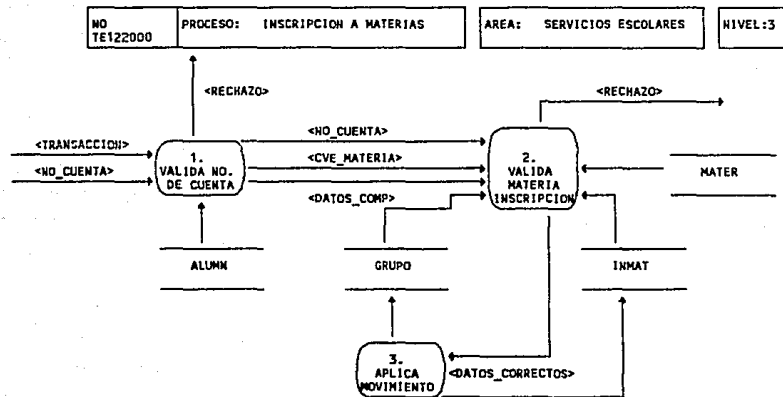 NO
TE122000
PROCESO: INSCRIPCION A MATERIAS
AREA: SERVICIOS ESCOLARES
NIVEL:3
<RECHAZO>
<RECHAZO>
<TRANSACCION>
<NO_CUENTA>
<NO_CUENTA>
<CVE_MATERIA>
<DATOS_COMP>
1.
VALIDA NO.
DE CUENTA
2.
VALIDA
MATERIA
INSCRIPCION
MATER
ALUMN
GRUPO
INMAT
3.
APLICA
MOVIMIENTO
<DATOS_CORRECTOS>